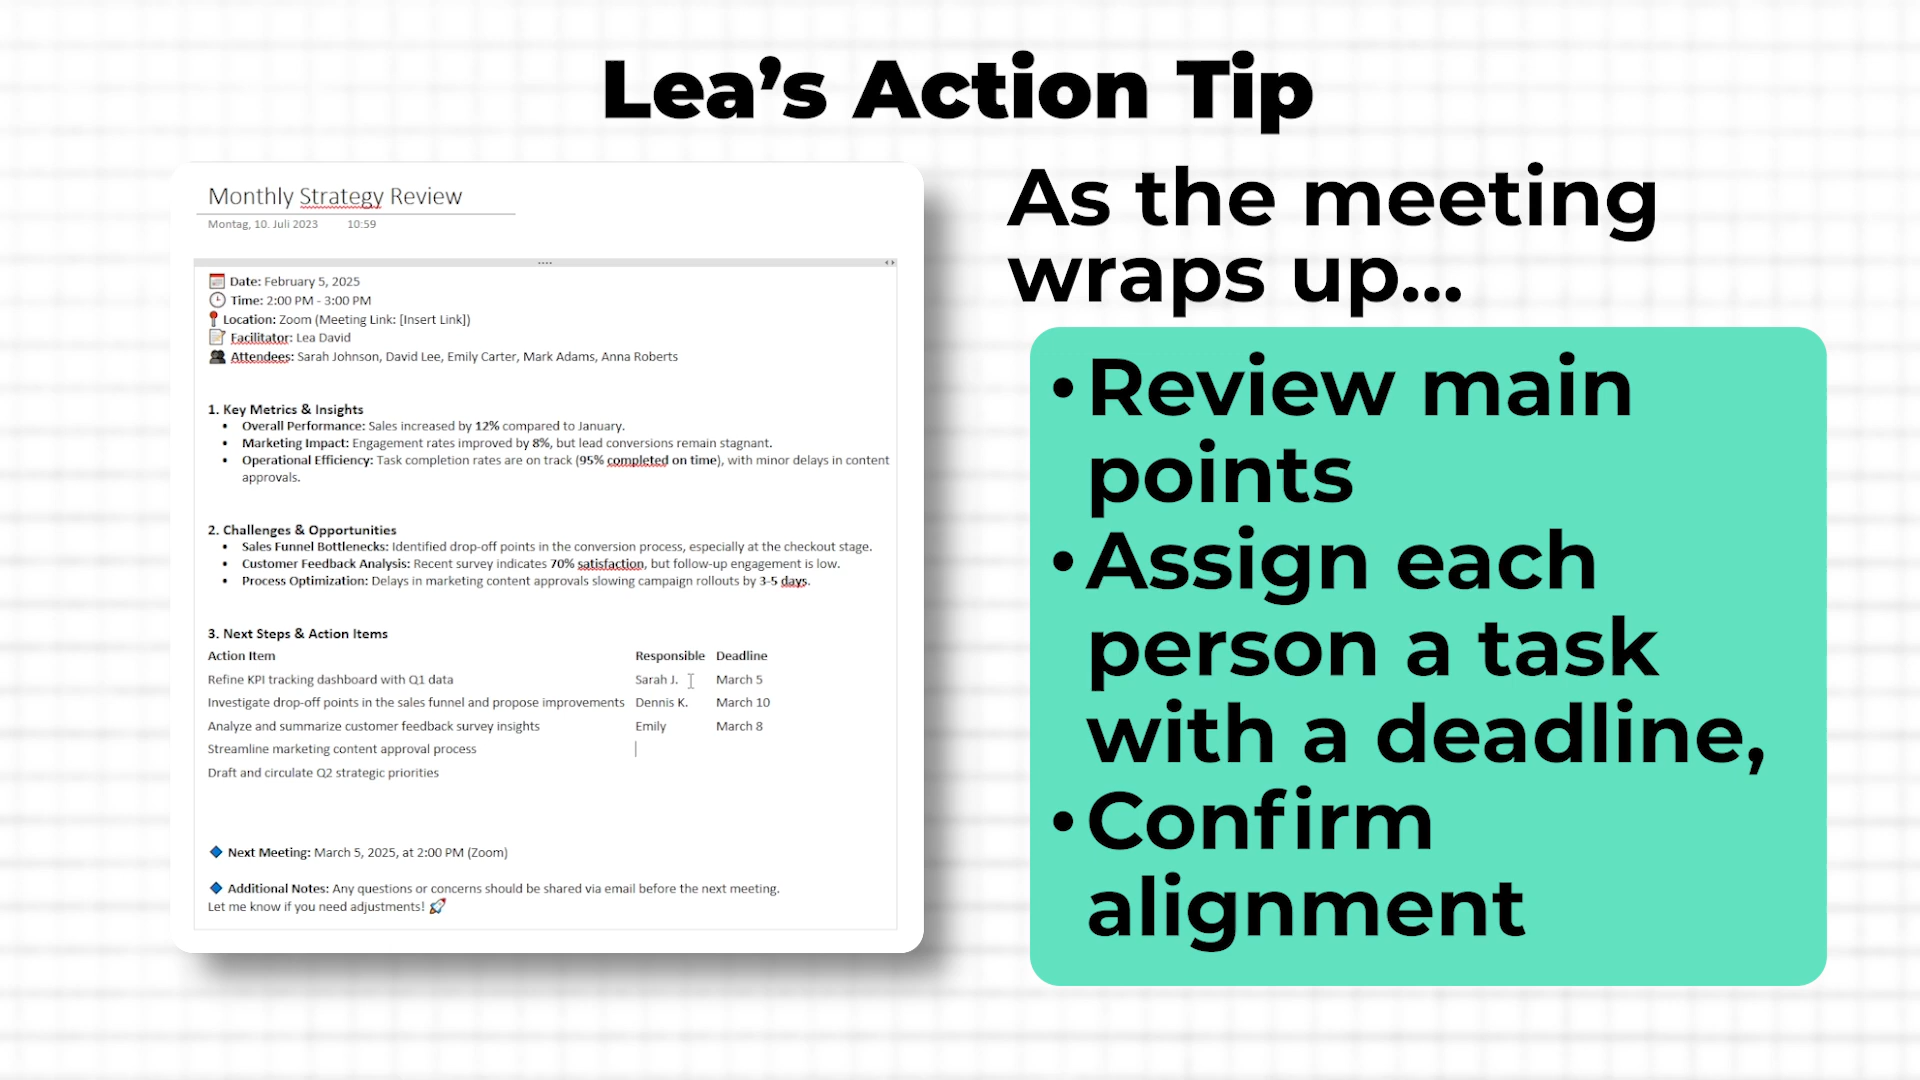 Lea’s Action Tip
Monthly Strategy Review
Montag, 10. Juli 2023 10:59
Date: February 5, 2025
Time: 2:00 PM - 3:00 PM
Location: Zoom (Meeting Link: [Insert Link])
Facilitator: Lea David
Attendees: Sarah Johnson, David Lee, Emily Carter, Mark Adams, Anna Roberts
1. Key Metrics & Insights
• Overall Performance: Sales increased by 12% compared to January.
• Marketing Impact: Engagement rates improved by 8%, but lead conversions remain stagnant.
• Operational Efficiency: Task completion rates are on track (95% completed on time), with minor delays in content
approvals.
2. Challenges & Opportunities
• Sales Funnel Bottlenecks: Identified drop-off points in the conversion process, especially at the checkout stage.
• Customer Feedback Analysis: Recent survey indicates 70% satisfaction, but follow-up engagement is low.
• Process Optimization: Delays in marketing content approvals slowing campaign rollouts by 3-5 days.
3. Next Steps & Action Items
Action Item Responsible Deadline
Refine KPI tracking dashboard with Q1 data Sarah J. March 5
Investigate drop-off points in the sales funnel and propose improvements Dennis K. March 10
Analyze and summarize customer feedback survey insights Emily March 8
Streamline marketing content approval process
Draft and circulate Q2 strategic priorities
Next Meeting: March 5, 2025, at 2:00 PM (Zoom)
Additional Notes: Any questions or concerns should be shared via email before the next meeting.
Let me know if you need adjustments!
As the meeting
wraps up...
• Review main
points
• Assign each
person a task
with a deadline,
• Confirm
alignment